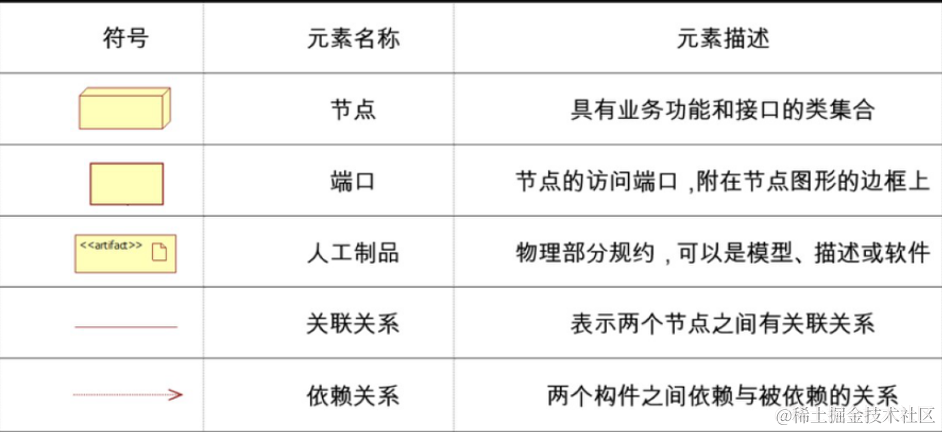 符号 元素名称 元素描述
节点 具有业务功能和接口的类集合
端口 节点的访问端口,附在节点图形的边框上
<<artifact>> 人工制品 物理部分规约,可以是模型、描述或软件
关联关系 表示两个节点之间有关联关系
依赖关系 两个构件之间依赖与被依赖的关系
@稀土掘金技术社区